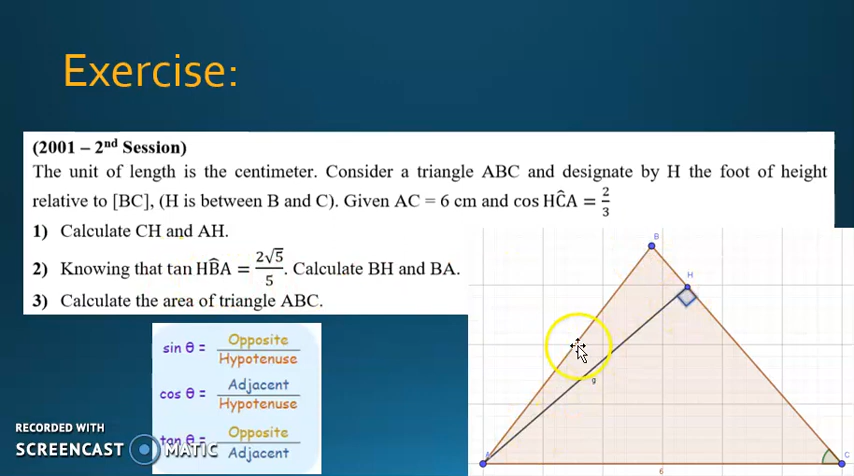 Exercise:
(2001 – 2nd Session)
The unit of length is the centimeter. Consider a triangle ABC and designate by H the foot of height
relative to [BC], (H is between B and C). Given AC = 6 cm and cos HĈA = 2/3
1) Calculate CH and AH.
2) Knowing that tan HB̂A = 2√5/5. Calculate BH and BA.
3) Calculate the area of triangle ABC.
sin θ = Opposite/Hypotenuse
cos θ = Adjacent/Hypotenuse
tan θ = Opposite/Adjacent
B
H
g
A
C
6
RECORDED WITH
SCREENCAST MATIC